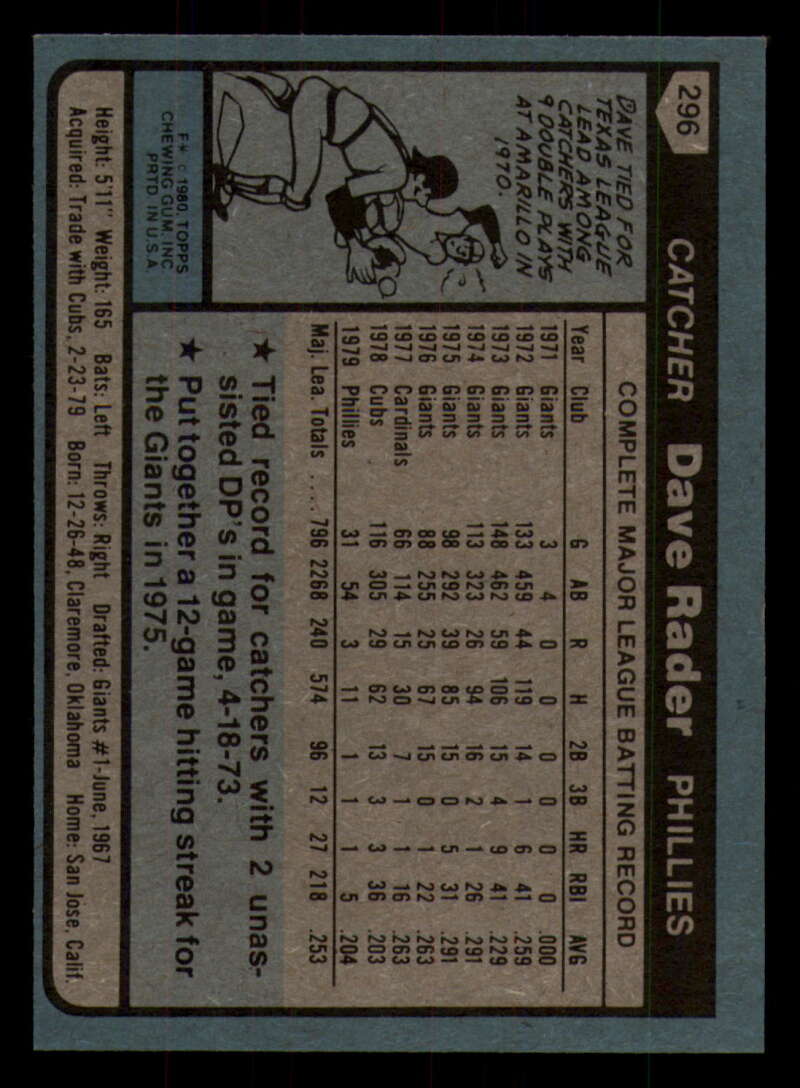 296
CATCHER Dave Rader PHILLIES
DAVE TIED FOR
TEXAS LEAGUE
LEAD AMONG
CATCHERS WITH
9 DOUBLE PLAYS
AT AMARILLO IN
1970.
F* © 1980 TOPPS
CHEWING GUM, INC.
PRTD. IN U.S.A.
COMPLETE MAJOR LEAGUE BATTING RECORD
Year Club G AB R H 2B 3B HR RBI AVG
1971 Giants 3 4 0 0 0 0 0 0 .000
1972 Giants 133 459 44 119 14 1 6 41 .259
1973 Giants 148 462 59 106 15 4 9 41 .229
1974 Giants 113 323 26 94 16 2 1 26 .291
1975 Giants 98 292 39 85 15 0 5 31 .291
1976 Giants 88 255 25 67 15 0 1 22 .263
1977 Cardinals 66 114 15 30 7 1 1 16 .263
1978 Cubs 116 305 29 62 13 3 3 36 .203
1979 Phillies 31 54 3 11 1 1 1 5 .204
Maj. Lea. Totals .... 796 2268 240 574 96 12 27 218 .253
★ Tied record for catchers with 2 unas-
sisted DP's in game, 4-18-73.
★ Put together a 12-game hitting streak for
the Giants in 1975.
Height: 5'11" Weight: 165 Bats: Left Throws: Right Drafted: Giants #1-June, 1967
Acquired: Trade with Cubs, 2-23-79 Born: 12-26-48, Claremore, Oklahoma Home: San Jose, Calif.